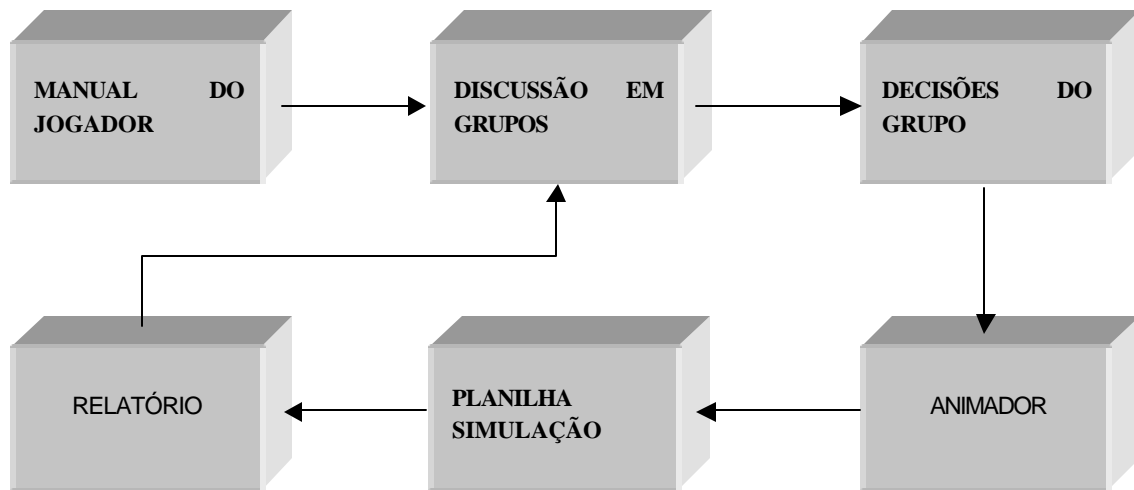 MANUAL DO
JOGADOR
DISCUSSÃO EM
GRUPOS
DECISÕES DO
GRUPO
RELATÓRIO
PLANILHA
SIMULAÇÃO
ANIMADOR